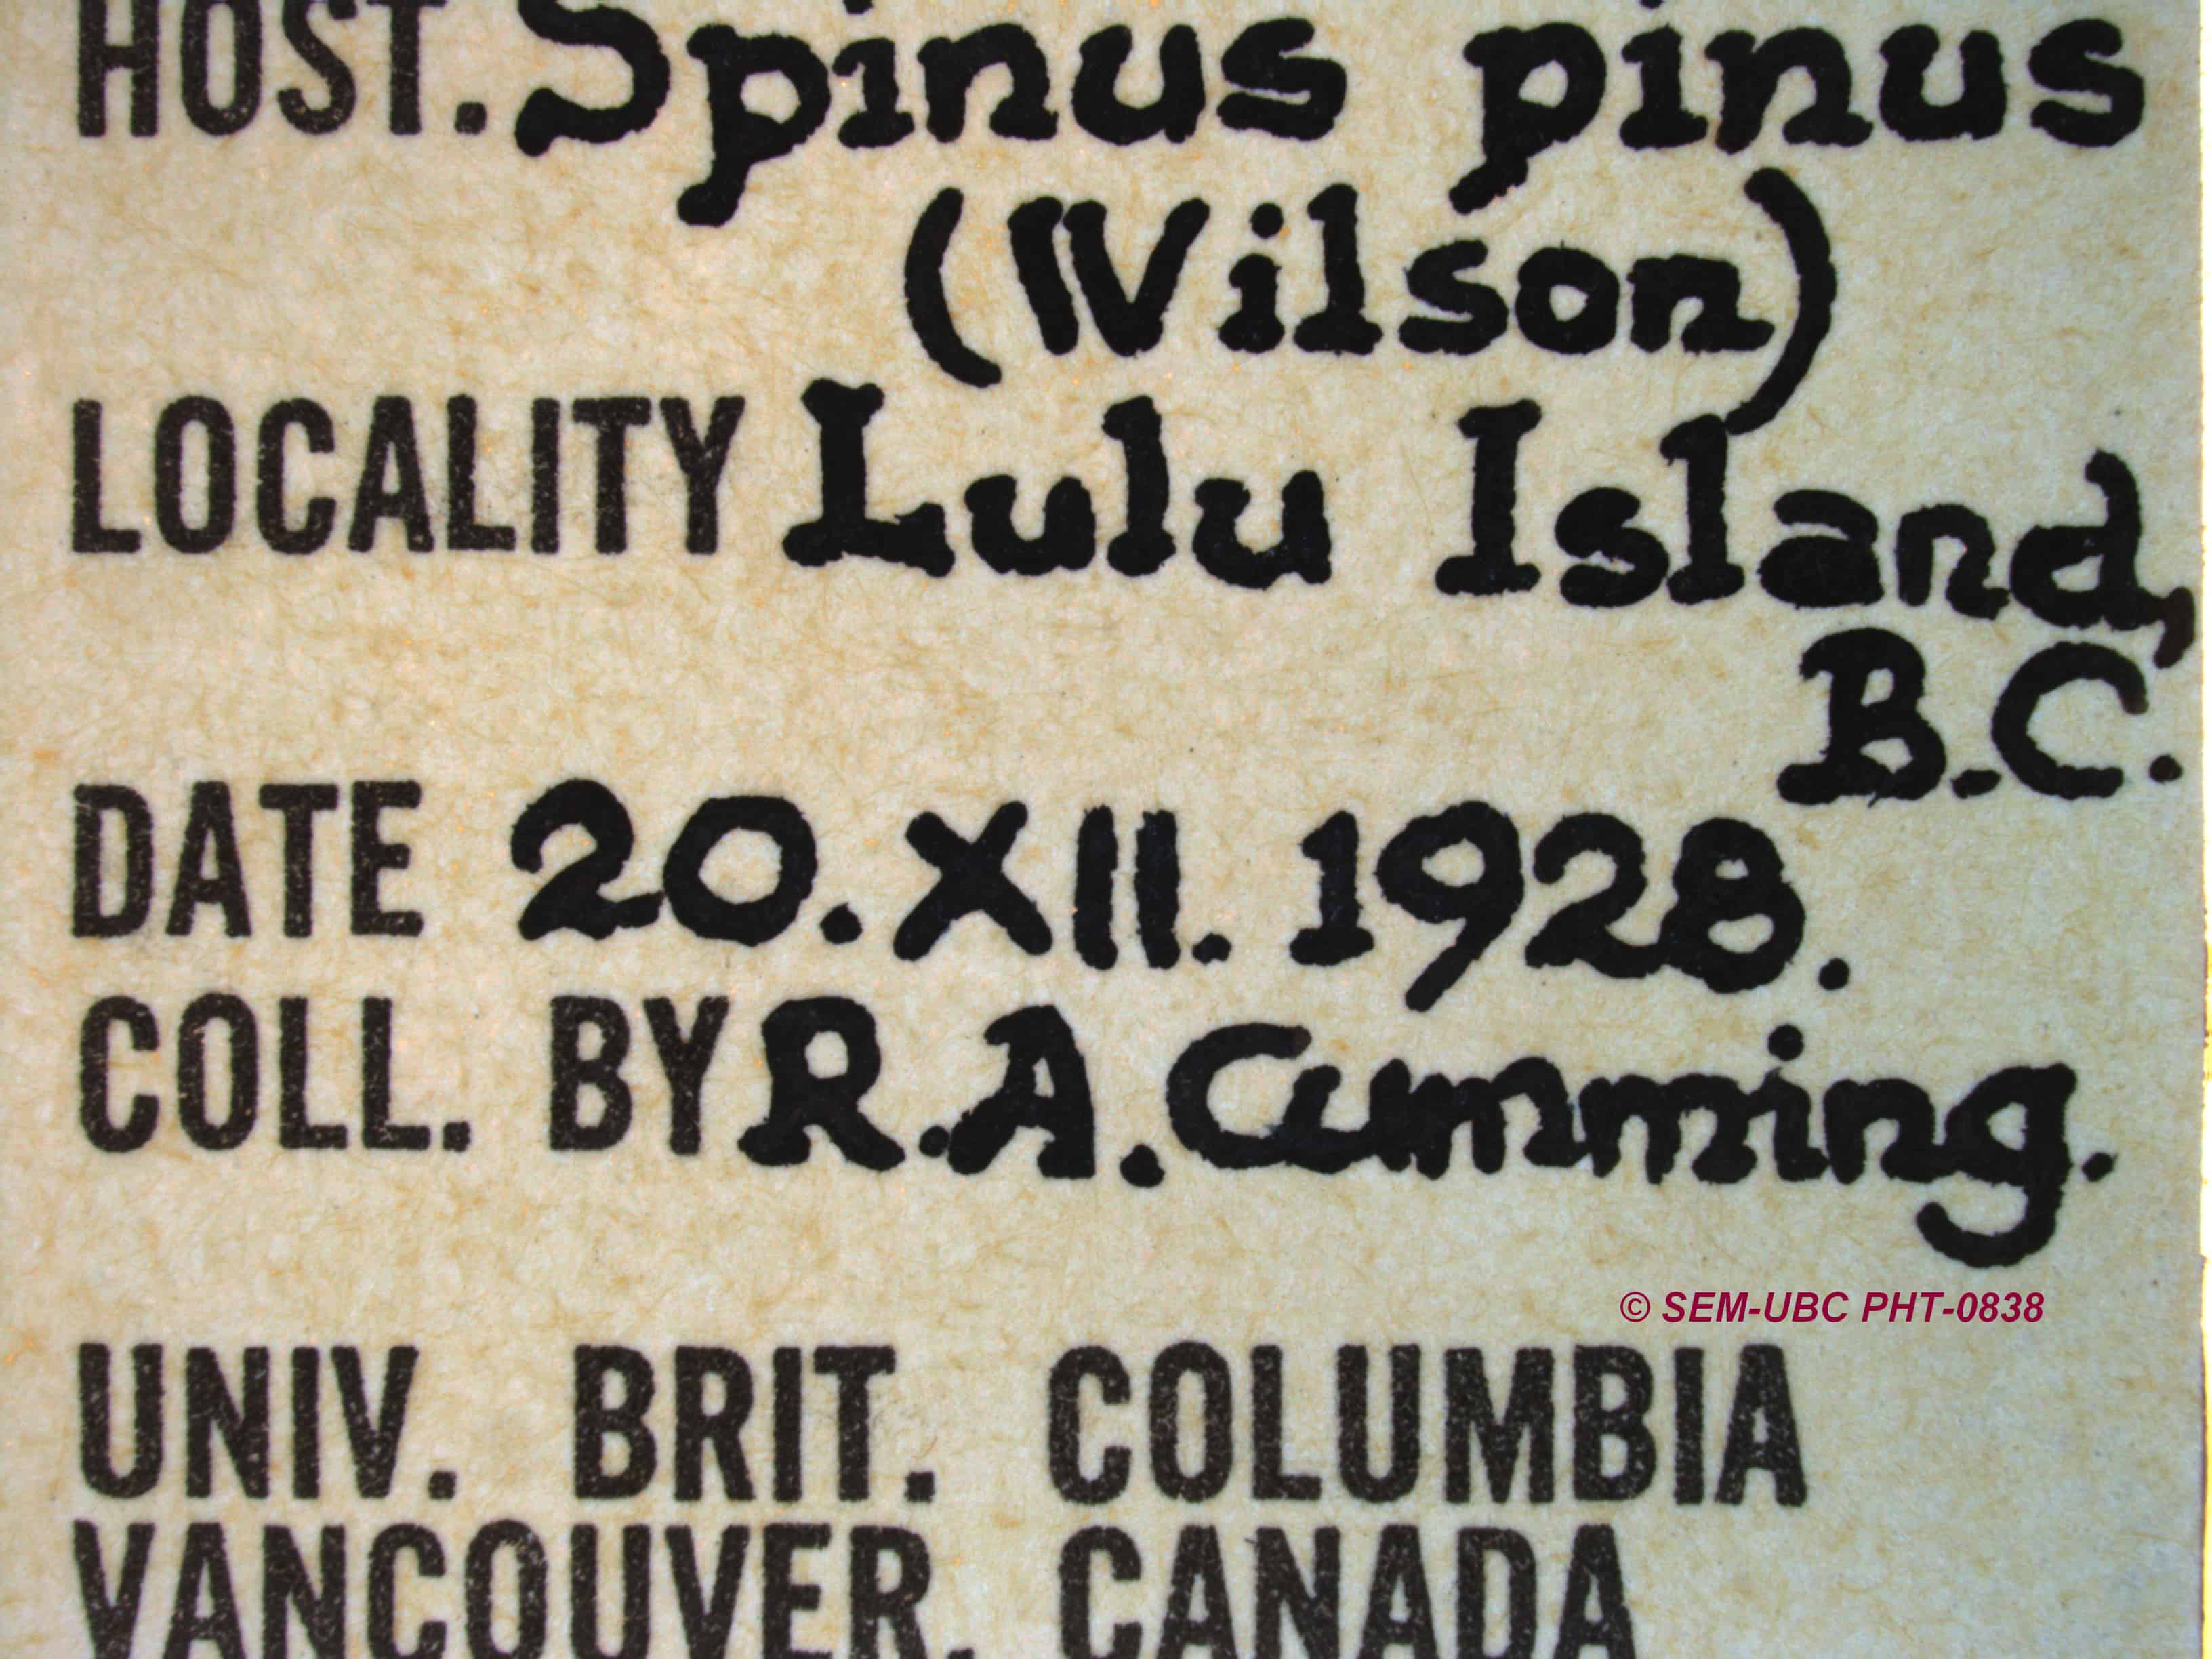 HOST. Spinus pinus
(Wilson)
LOCALITY Lulu Island,
B.C.
DATE 20.XII.1928.
COLL. BY R.A. Cumming.
© SEM-UBC PHT-0838
UNIV. BRIT. COLUMBIA
VANCOUVER, CANADA